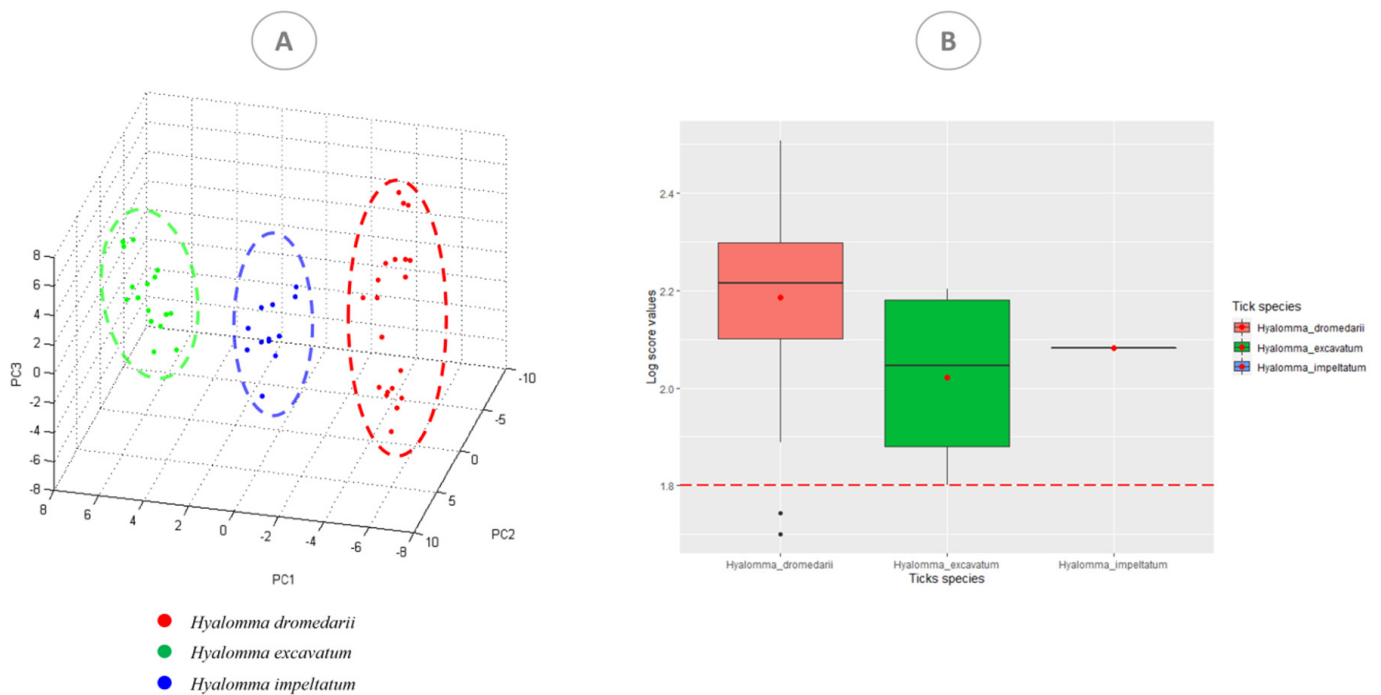 A
8
6
4
2
0
-2
-4
-6
-8
PC3
8
6
4
2
0
-2
-4
-6
-8
PC1
-10
-5
0
5
10
PC2
Hyalomma dromedarii
Hyalomma excavatum
Hyalomma impeltatum
B
2.4
2.2
2.0
1.8
Log score values
Hyalomma_dromedarii
Hyalomma_excavatum
Hyalomma_impeltatum
Ticks species
Tick species
Hyalomma_dromedarii
Hyalomma_excavatum
Hyalomma_impeltatum